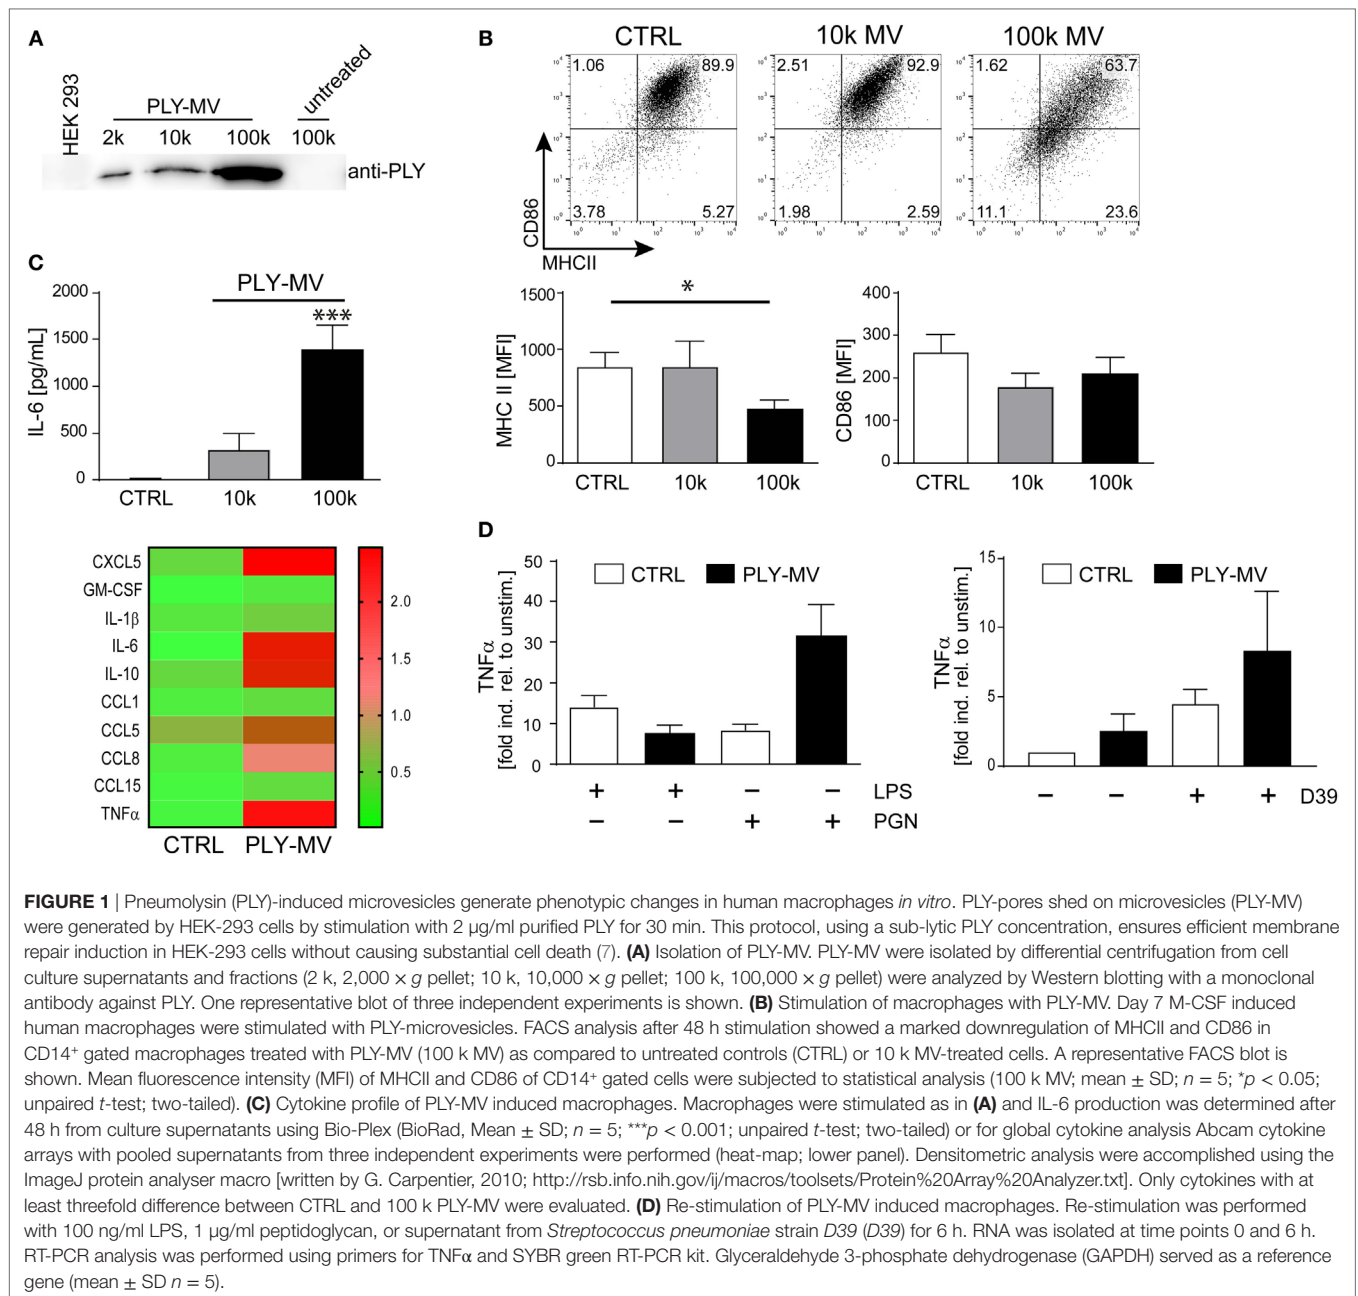 A
HEK 293
PLY-MV
untreated
2k 10k 100k 100k
anti-PLY
B
CTRL 10k MV 100k MV
1.06 89.9
3.78 5.27
2.51 92.9
1.98 2.59
1.62 63.7
11.1 23.6
CD86
MHCII
C
PLY-MV
***
IL-6 [pg/mL]
2000
1500
1000
500
0
CTRL 10k 100k
*
MHC II [MFI]
1500
1000
500
0
CTRL 10k 100k
CD86 [MFI]
400
300
200
100
0
CTRL 10k 100k
CXCL5
GM-CSF
IL-1β
IL-6
IL-10
CCL1
CCL5
CCL8
CCL15
TNFα
CTRL PLY-MV
2.0
1.5
1.0
0.5
D
CTRL PLY-MV
TNFα
[fold ind. rel. to unstim.]
50
40
30
20
10
0
+ + − − LPS
− − + + PGN
CTRL PLY-MV
TNFα
[fold ind. rel. to unstim.]
15
10
5
0
− − + + D39
FIGURE 1 | Pneumolysin (PLY)-induced microvesicles generate phenotypic changes in human macrophages in vitro. PLY-pores shed on microvesicles (PLY-MV)
were generated by HEK-293 cells by stimulation with 2 µg/ml purified PLY for 30 min. This protocol, using a sub-lytic PLY concentration, ensures efficient membrane
repair induction in HEK-293 cells without causing substantial cell death (7). (A) Isolation of PLY-MV. PLY-MV were isolated by differential centrifugation from cell
culture supernatants and fractions (2 k, 2,000 × g pellet; 10 k, 10,000 × g pellet; 100 k, 100,000 × g pellet) were analyzed by Western blotting with a monoclonal
antibody against PLY. One representative blot of three independent experiments is shown. (B) Stimulation of macrophages with PLY-MV. Day 7 M-CSF induced
human macrophages were stimulated with PLY-microvesicles. FACS analysis after 48 h stimulation showed a marked downregulation of MHCII and CD86 in
CD14⁺ gated macrophages treated with PLY-MV (100 k MV) as compared to untreated controls (CTRL) or 10 k MV-treated cells. A representative FACS blot is
shown. Mean fluorescence intensity (MFI) of MHCII and CD86 of CD14⁺ gated cells were subjected to statistical analysis (100 k MV; mean ± SD; n = 5; *p < 0.05;
unpaired t-test; two-tailed). (C) Cytokine profile of PLY-MV induced macrophages. Macrophages were stimulated as in (A) and IL-6 production was determined after
48 h from culture supernatants using Bio-Plex (BioRad, Mean ± SD; n = 5; ***p < 0.001; unpaired t-test; two-tailed) or for global cytokine analysis Abcam cytokine
arrays with pooled supernatants from three independent experiments were performed (heat-map; lower panel). Densitometric analysis were accomplished using the
ImageJ protein analyser macro [written by G. Carpentier, 2010; http://rsb.info.nih.gov/ij/macros/toolsets/Protein%20Array%20Analyzer.txt]. Only cytokines with at
least threefold difference between CTRL and 100 k PLY-MV were evaluated. (D) Re-stimulation of PLY-MV induced macrophages. Re-stimulation was performed
with 100 ng/ml LPS, 1 µg/ml peptidoglycan, or supernatant from Streptococcus pneumoniae strain D39 (D39) for 6 h. RNA was isolated at time points 0 and 6 h.
RT-PCR analysis was performed using primers for TNFα and SYBR green RT-PCR kit. Glyceraldehyde 3-phosphate dehydrogenase (GAPDH) served as a reference
gene (mean ± SD n = 5).